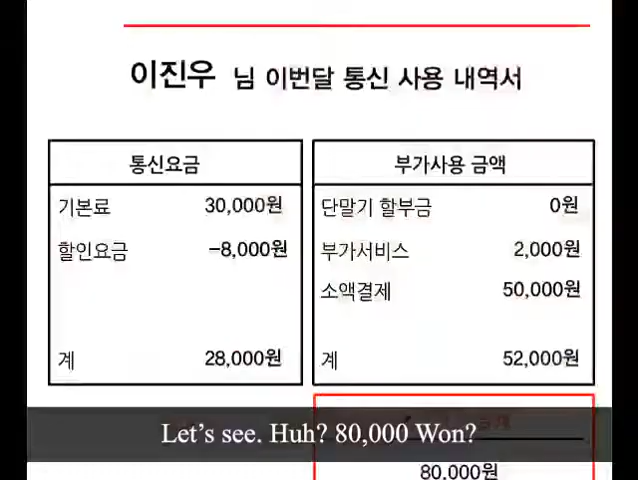 이진우 님 이번달 통신 사용 내역서
통신요금
기본료 30,000원
할인요금 -8,000원
계 28,000원
부가사용 금액
단말기 할부금 0원
부가서비스 2,000원
소액결제 50,000원
계 52,000원
Let's see. Huh? 80,000 Won?
80,000원